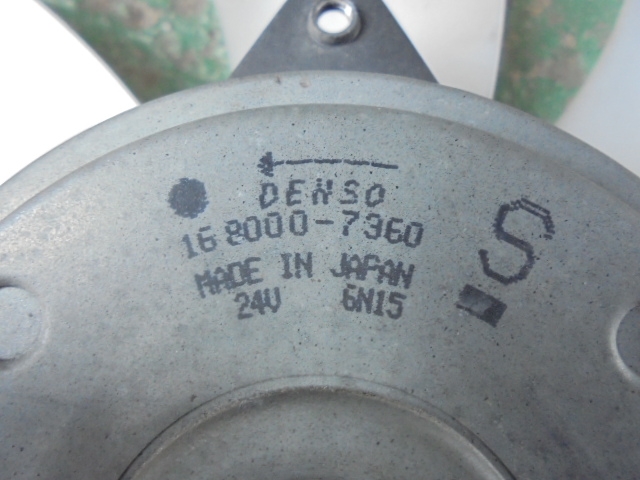 DENSO
168000-7360
MADE IN JAPAN
24V 6N15
S